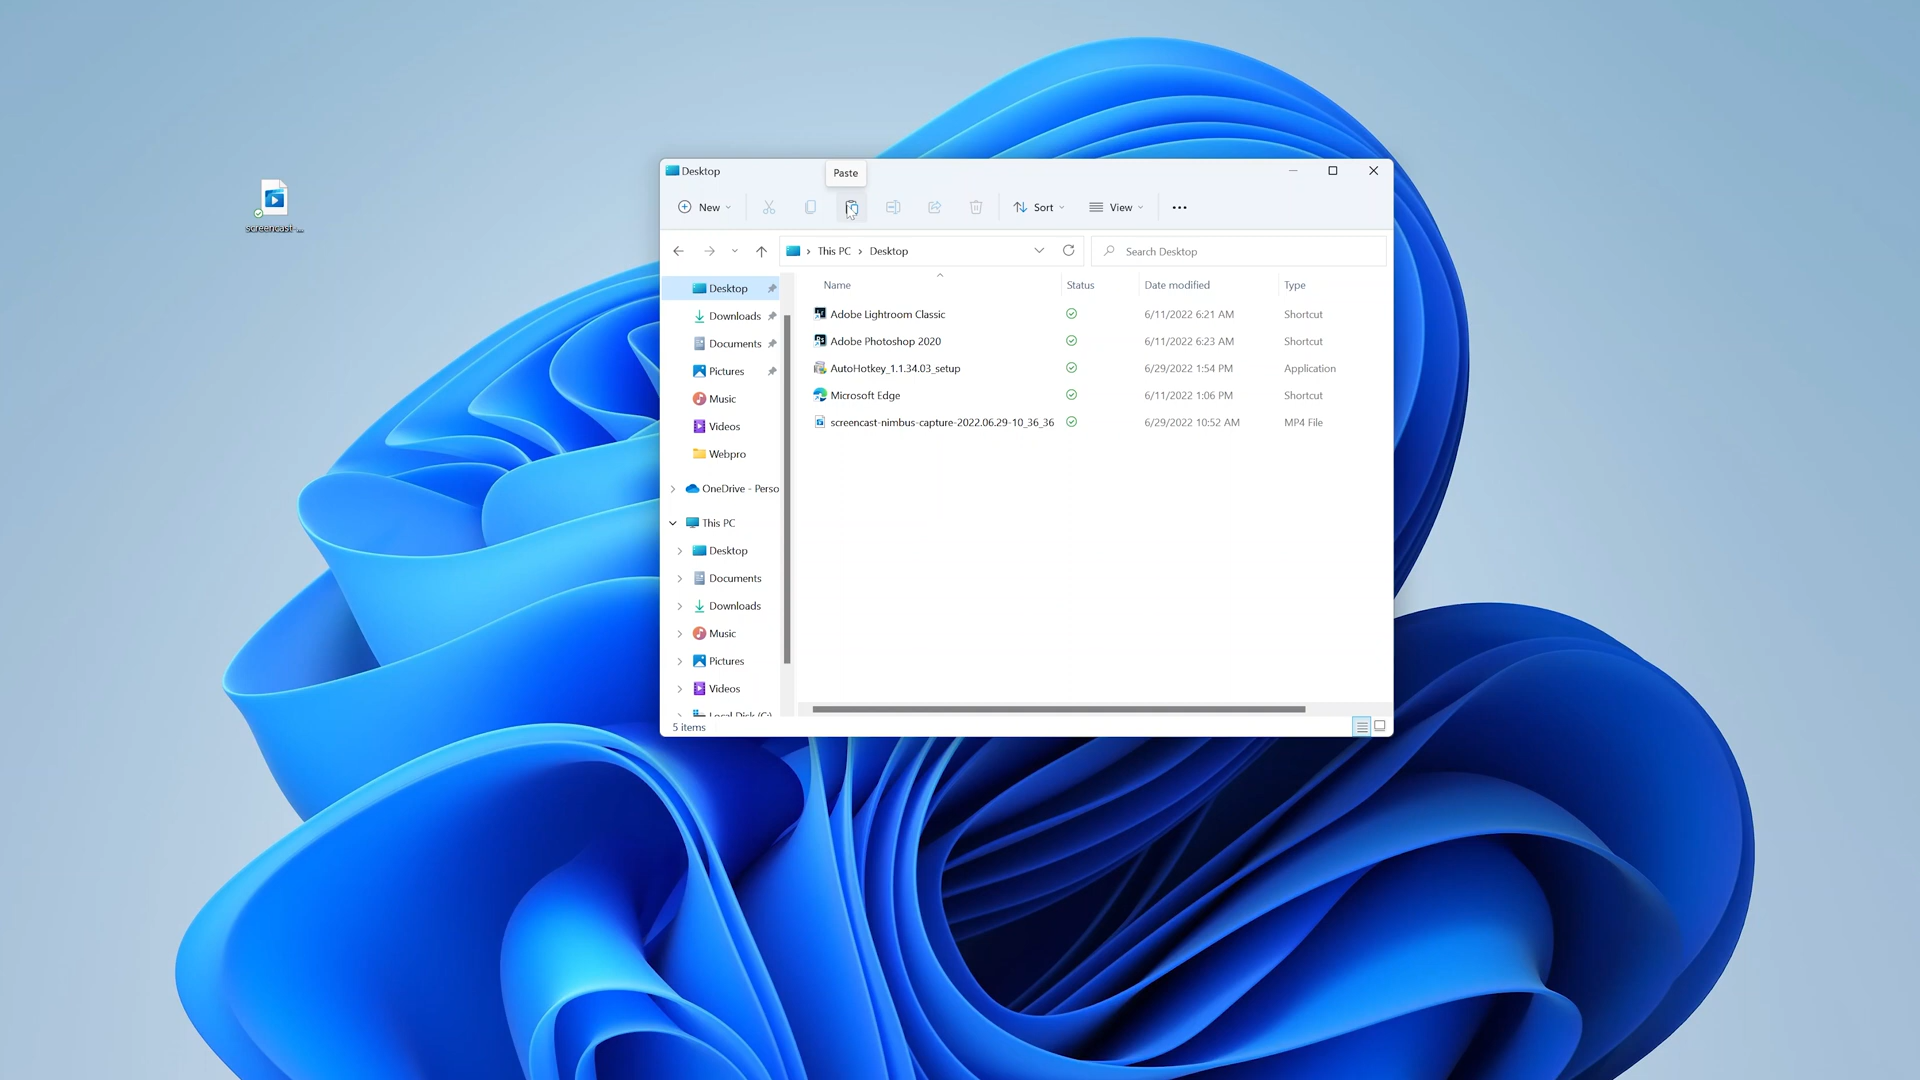 screencast-...
Desktop
Paste
New
Sort
View
This PC
Desktop
Search Desktop
Name
Status
Date modified
Type
Desktop
Downloads
Documents
Pictures
Music
Videos
Webpro
OneDrive - Perso
This PC
Desktop
Documents
Downloads
Music
Pictures
Videos
Local Disk (C:)
Adobe Lightroom Classic 6/11/2022 6:21 AM Shortcut
Adobe Photoshop 2020 6/11/2022 6:23 AM Shortcut
AutoHotkey_1.1.34.03_setup 6/29/2022 1:54 PM Application
Microsoft Edge 6/11/2022 1:06 PM Shortcut
screencast-nimbus-capture-2022.06.29-10_36_36 6/29/2022 10:52 AM MP4 File
5 items